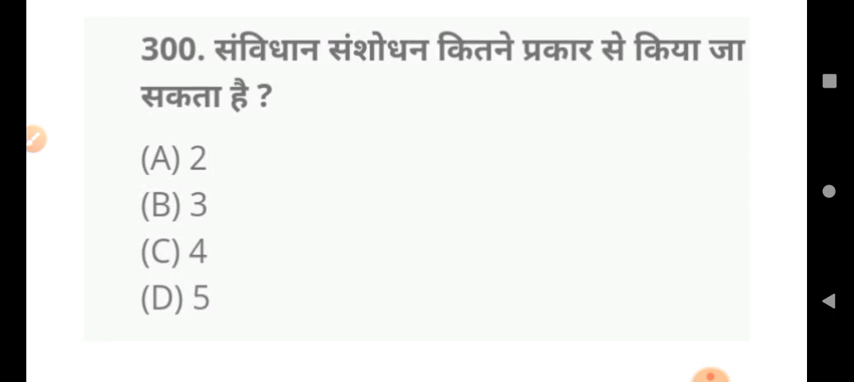 300. संविधान संशोधन कितने प्रकार से किया जा
सकता है ?
(A) 2
(B) 3
(C) 4
(D) 5